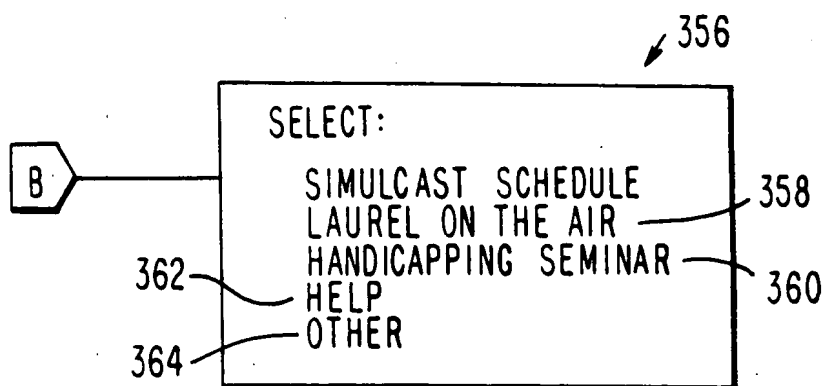 356
SELECT:
B
SIMULCAST SCHEDULE
LAUREL ON THE AIR
358
HANDICAPPING SEMINAR
360
362
HELP
364
OTHER